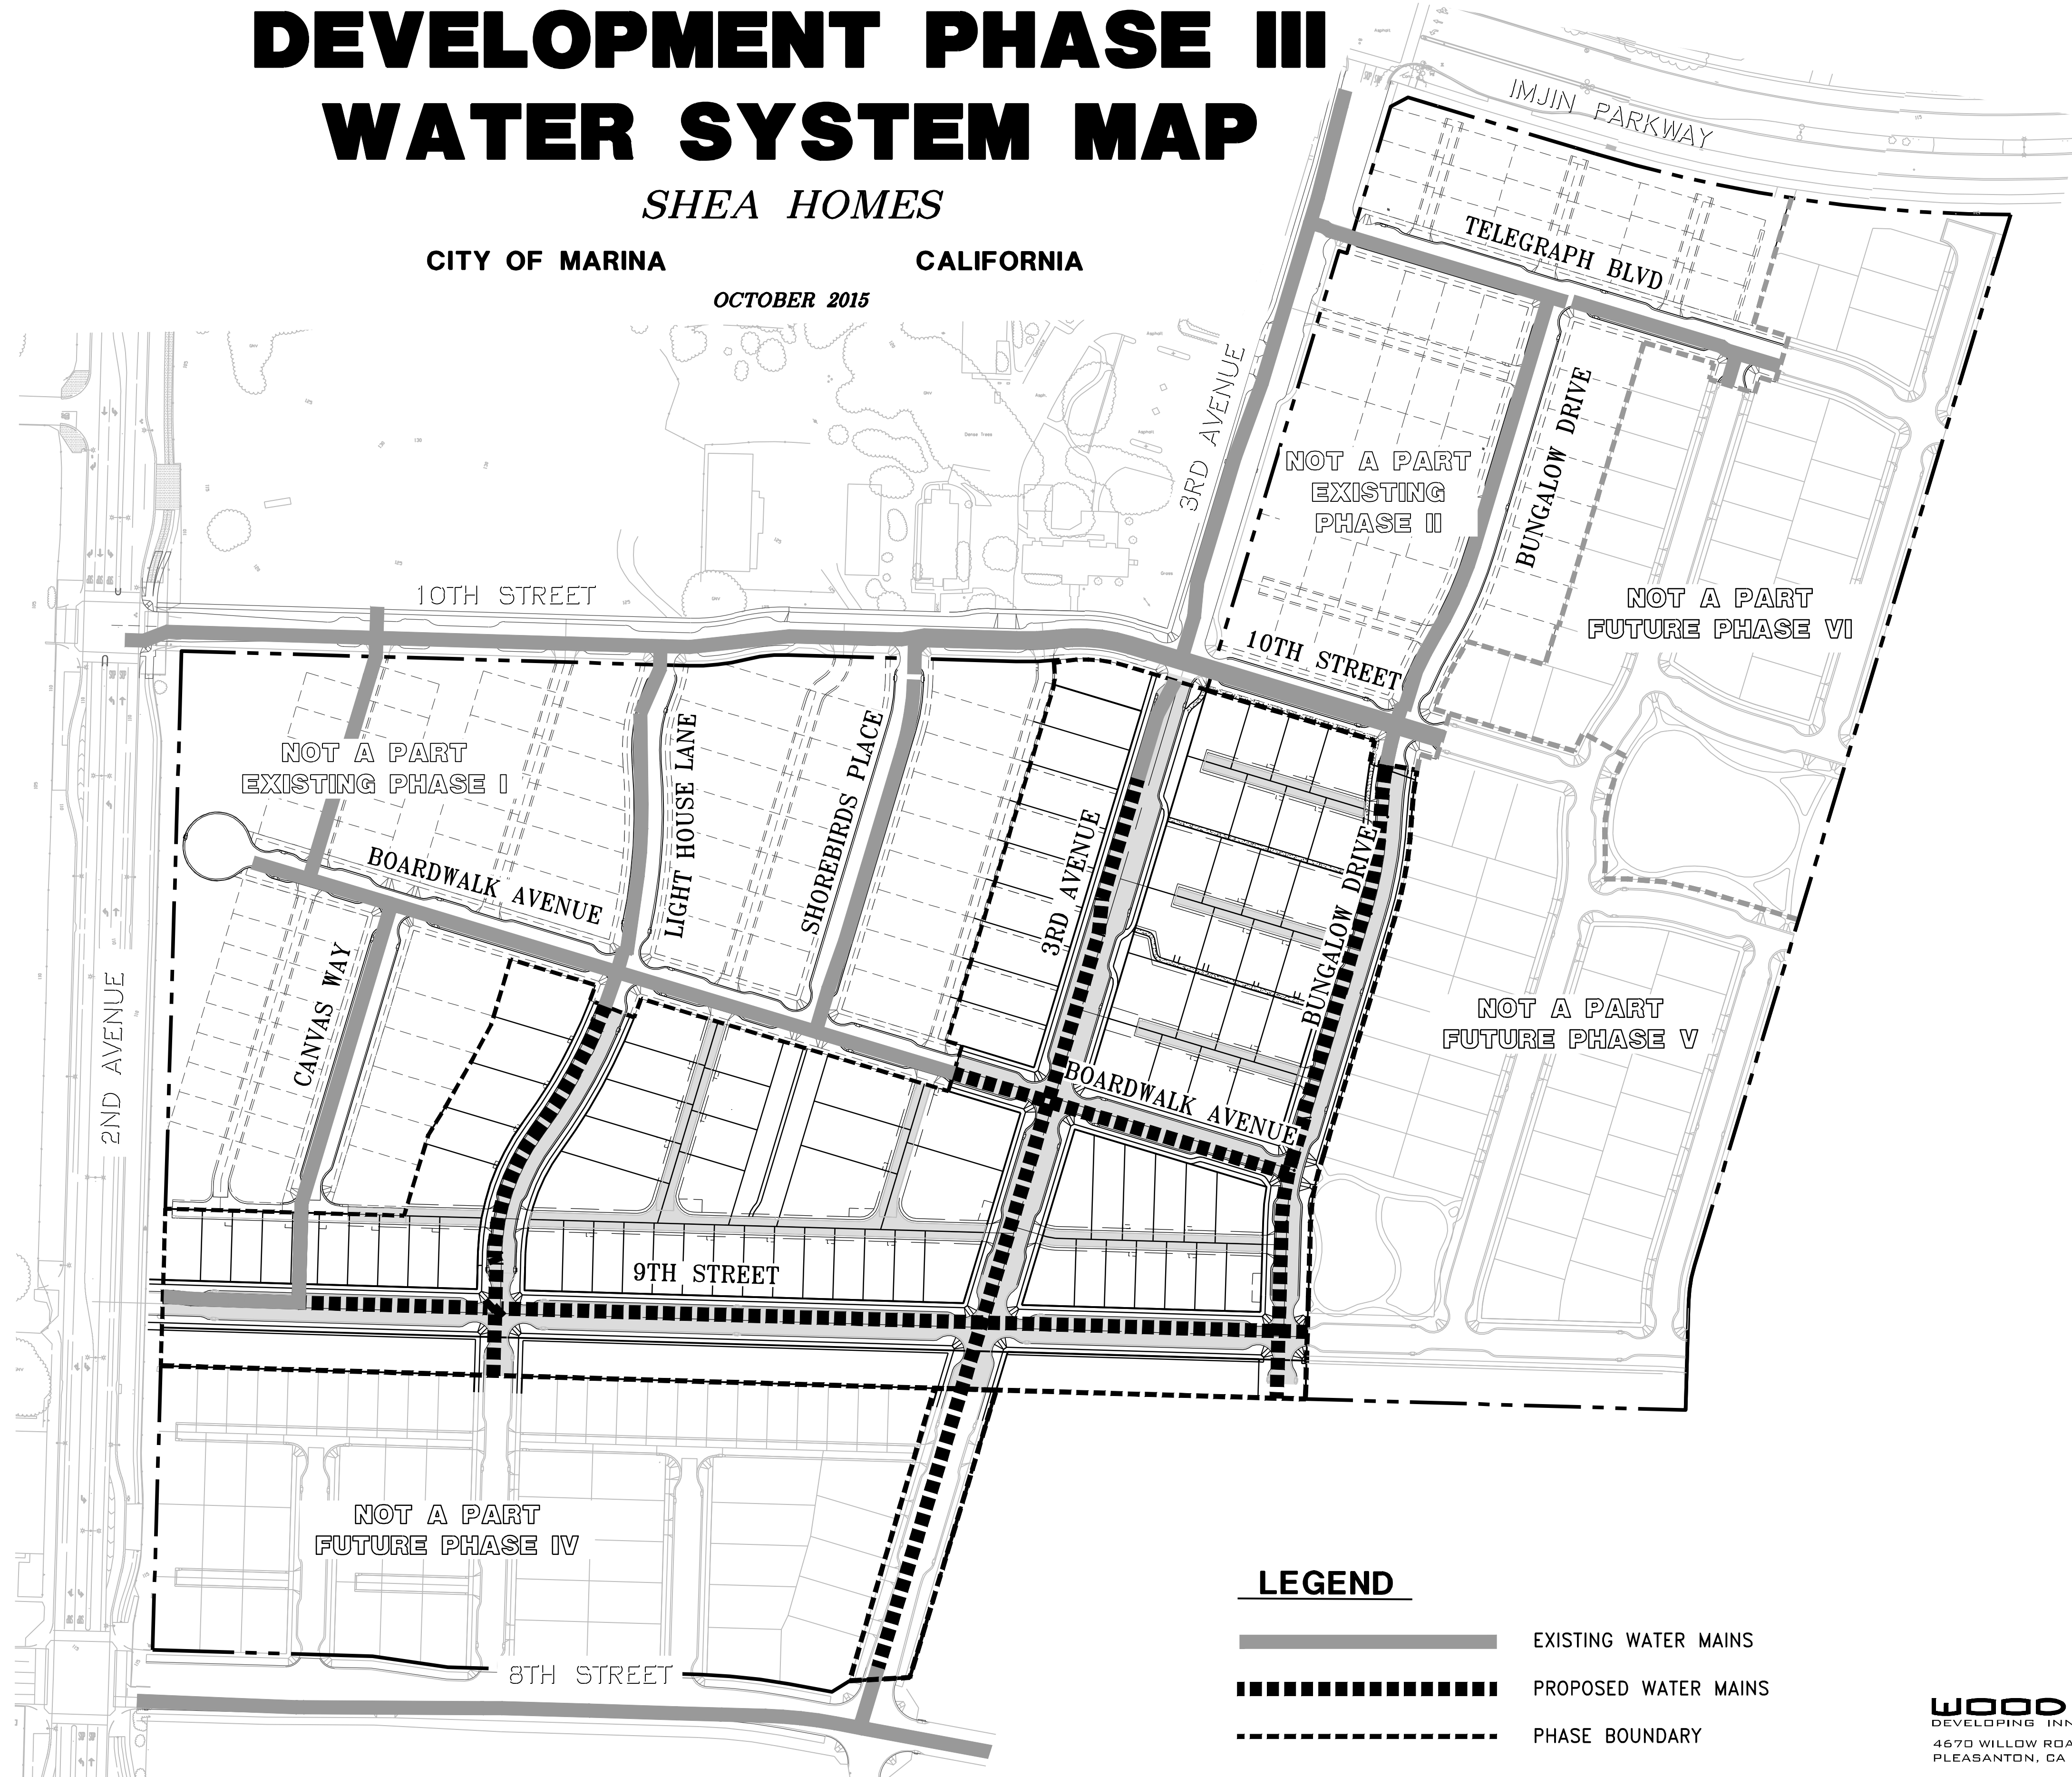 DEVELOPMENT PHASE III
WATER SYSTEM MAP
SHEA HOMES
CITY OF MARINA
CALIFORNIA
OCTOBER 2015
IMJIN PARKWAY
TELEGRAPH BLVD
3RD AVENUE
BUNGALOW DRIVE
NOT A PART
EXISTING
PHASE II
NOT A PART
FUTURE PHASE VI
10TH STREET
10TH STREET
NOT A PART
EXISTING PHASE I
LIGHT HOUSE LANE
SHOREBIRDS PLACE
3RD AVENUE
BUNGALOW DRIVE
BOARDWALK AVENUE
CANVAS WAY
2ND AVENUE
NOT A PART
FUTURE PHASE V
BOARDWALK AVENUE
9TH STREET
NOT A PART
FUTURE PHASE IV
8TH STREET
LEGEND
EXISTING WATER MAINS
PROPOSED WATER MAINS
PHASE BOUNDARY
WOOD
DEVELOPING INN
4670 WILLOW ROA
PLEASANTON, CA